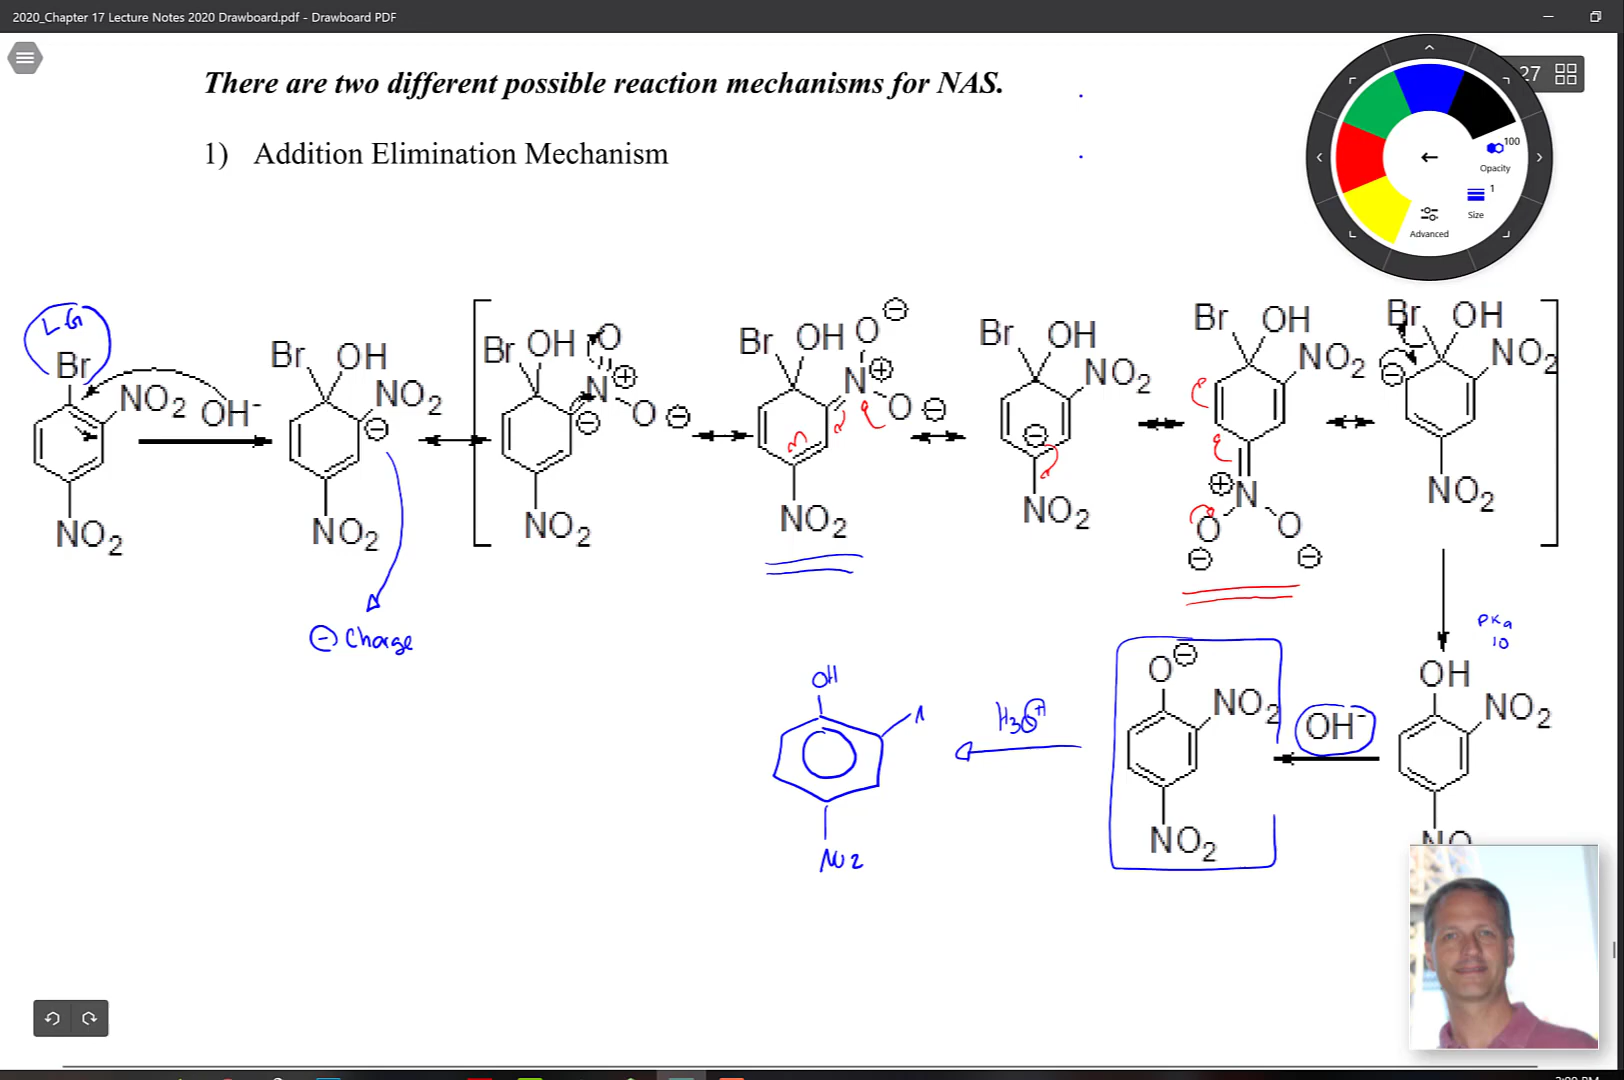 2020_Chapter 17 Lecture Notes 2020 Drawboard.pdf - Drawboard PDF
There are two different possible reaction mechanisms for NAS.
27
1) Addition Elimination Mechanism
100
Opacity
1
Size
Advanced
LG
Br
NO2
OH-
NO2
Br OH
NO2
⊖
NO2
Br OH O
N ⊕
⊖ O ⊖
NO2
Br OH O ⊖
N ⊕
O ⊖
NO2
Br OH
NO2
⊖
NO2
Br OH
NO2
⊕ N
O O
⊖ ⊖
Br OH
NO2
⊖
NO2
⊖ Charge
pKa
10
OH
NO2
OH-
O ⊖
NO2
NO2
H3O⊕
OH
NO2